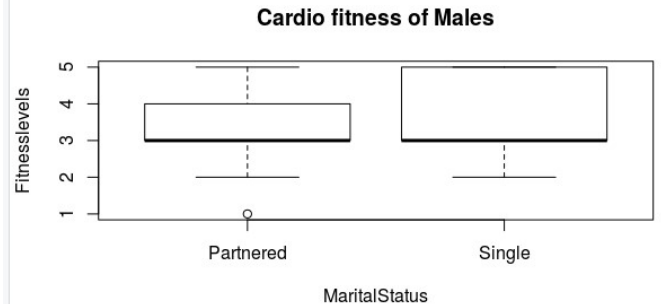 Cardio fitness of Males
Fitnesslevels
5
4
3
2
1
Partnered
Single
MaritalStatus